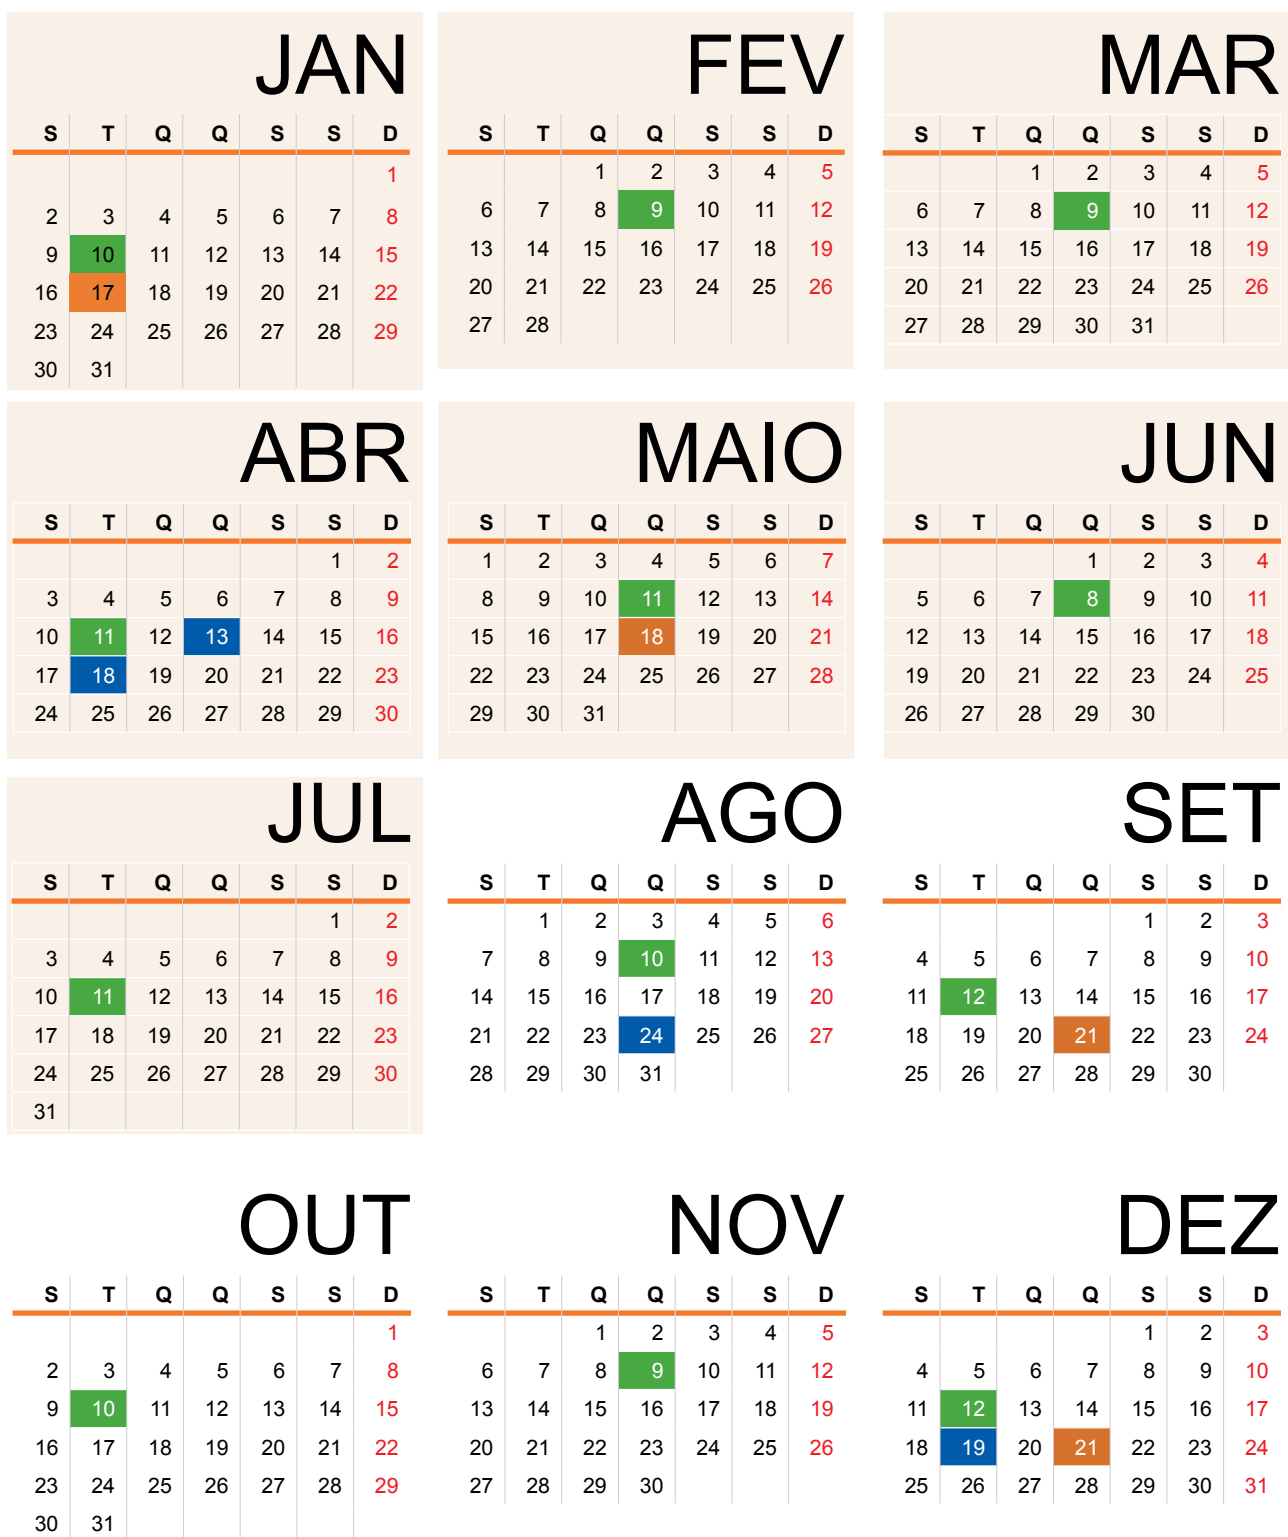 JAN
S T Q Q S S D
1
2 3 4 5 6 7 8
9 10 11 12 13 14 15
16 17 18 19 20 21 22
23 24 25 26 27 28 29
30 31
FEV
S T Q Q S S D
1 2 3 4 5
6 7 8 9 10 11 12
13 14 15 16 17 18 19
20 21 22 23 24 25 26
27 28
MAR
S T Q Q S S D
1 2 3 4 5
6 7 8 9 10 11 12
13 14 15 16 17 18 19
20 21 22 23 24 25 26
27 28 29 30 31
ABR
S T Q Q S S D
1 2
3 4 5 6 7 8 9
10 11 12 13 14 15 16
17 18 19 20 21 22 23
24 25 26 27 28 29 30
MAIO
S T Q Q S S D
1 2 3 4 5 6 7
8 9 10 11 12 13 14
15 16 17 18 19 20 21
22 23 24 25 26 27 28
29 30 31
JUN
S T Q Q S S D
1 2 3 4
5 6 7 8 9 10 11
12 13 14 15 16 17 18
19 20 21 22 23 24 25
26 27 28 29 30
JUL
S T Q Q S S D
1 2
3 4 5 6 7 8 9
10 11 12 13 14 15 16
17 18 19 20 21 22 23
24 25 26 27 28 29 30
31
AGO
S T Q Q S S D
1 2 3 4 5 6
7 8 9 10 11 12 13
14 15 16 17 18 19 20
21 22 23 24 25 26 27
28 29 30 31
SET
S T Q Q S S D
1 2 3
4 5 6 7 8 9 10
11 12 13 14 15 16 17
18 19 20 21 22 23 24
25 26 27 28 29 30
OUT
S T Q Q S S D
1
2 3 4 5 6 7 8
9 10 11 12 13 14 15
16 17 18 19 20 21 22
23 24 25 26 27 28 29
30 31
NOV
S T Q Q S S D
1 2 3 4 5
6 7 8 9 10 11 12
13 14 15 16 17 18 19
20 21 22 23 24 25 26
27 28 29 30
DEZ
S T Q Q S S D
1 2 3
4 5 6 7 8 9 10
11 12 13 14 15 16 17
18 19 20 21 22 23 24
25 26 27 28 29 30 31